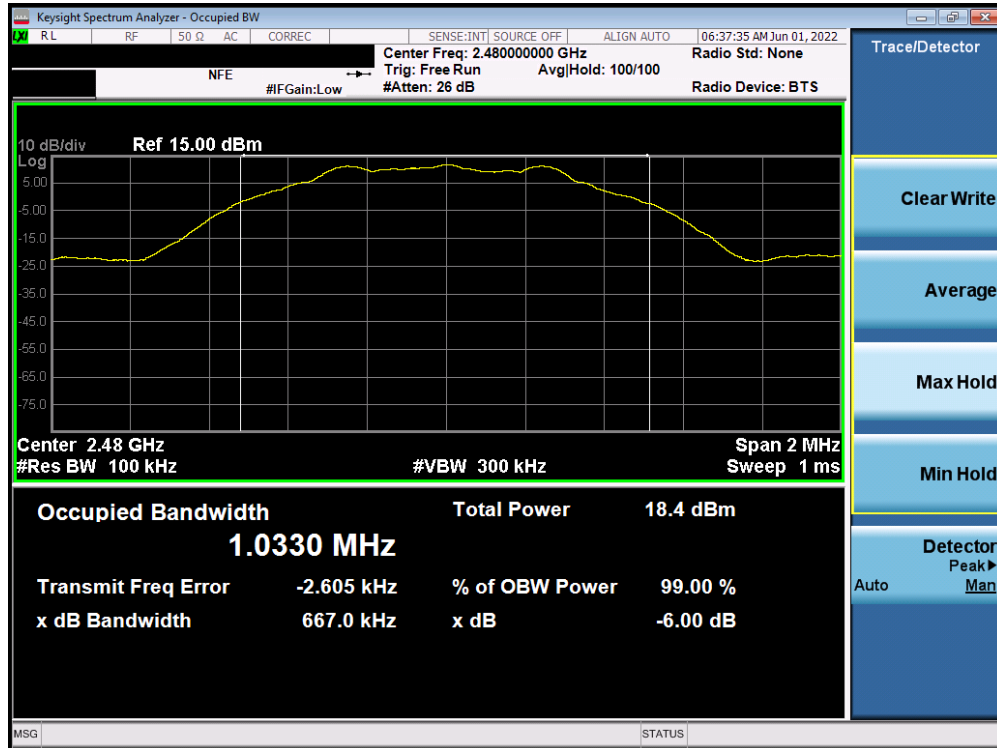 Keysight Spectrum Analyzer - Occupied BW
LXI RL RF 50 Ω AC CORREC SENSE:INT SOURCE OFF ALIGN AUTO 06:37:35 AM Jun 01, 2022
Center Freq: 2.480000000 GHz Radio Std: None
NFE Trig: Free Run Avg|Hold: 100/100
#IFGain:Low #Atten: 26 dB Radio Device: BTS
Trace/Detector
10 dB/div Ref 15.00 dBm
Log
5.00
-5.00
-15.0
-25.0
-35.0
-45.0
-55.0
-65.0
-75.0
Center 2.48 GHz Span 2 MHz
#Res BW 100 kHz #VBW 300 kHz Sweep 1 ms
Occupied Bandwidth Total Power 18.4 dBm
1.0330 MHz
Transmit Freq Error -2.605 kHz % of OBW Power 99.00 %
x dB Bandwidth 667.0 kHz x dB -6.00 dB
Clear Write
Average
Max Hold
Min Hold
Detector
Peak▶
Auto Man
MSG STATUS